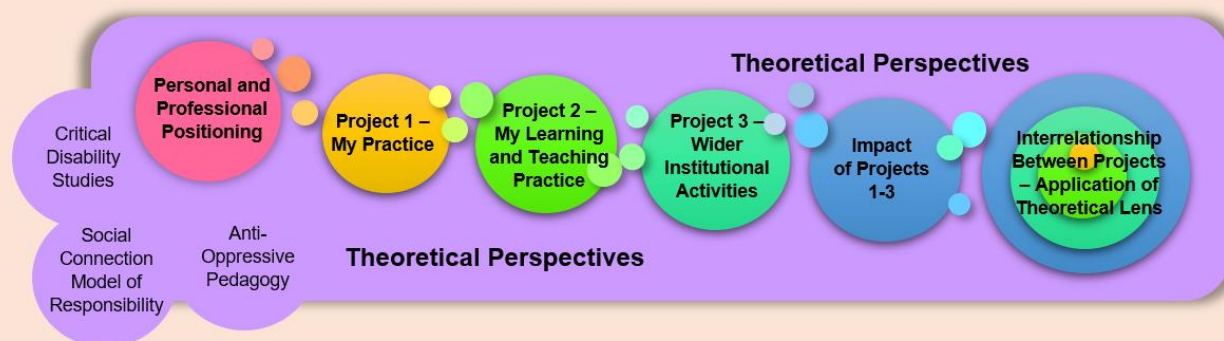 Theoretical Perspectives
Personal and
Professional
Positioning
Project 1 –
My Practice
Project 2 –
My Learning
and Teaching
Practice
Project 3 –
Wider
Institutional
Activities
Impact
of Projects
1-3
Interrelationship
Between Projects
– Application of
Theoretical Lens
Critical
Disability
Studies
Social
Connection
Model of
Responsibility
Anti-
Oppressive
Pedagogy
Theoretical Perspectives